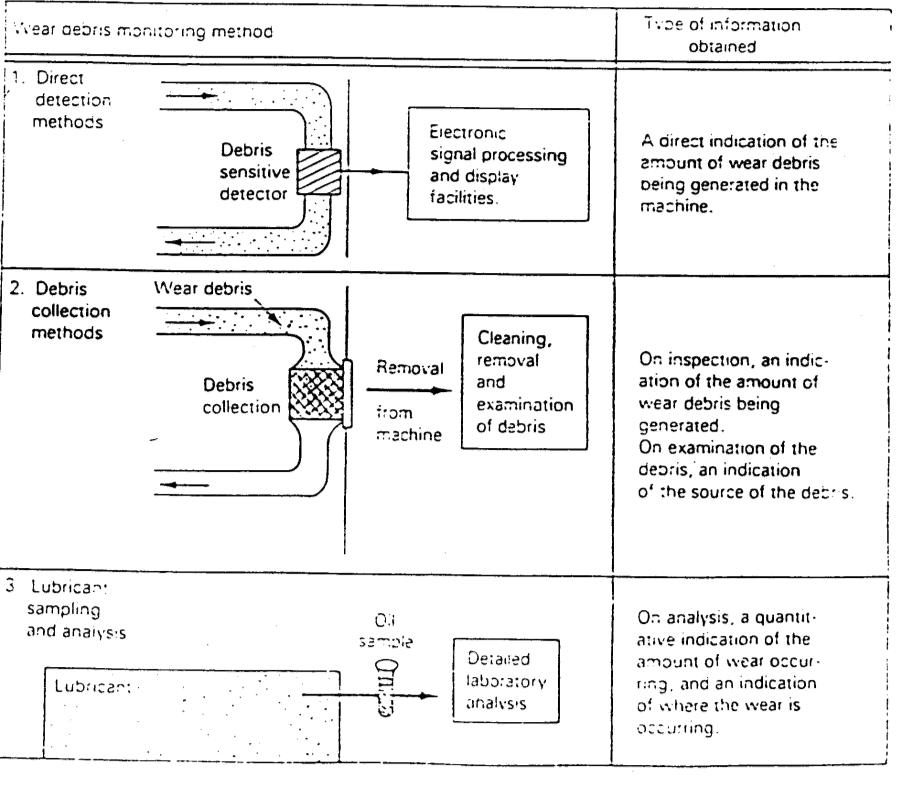 Wear debris monitoring method
Type of information
obtained
1. Direct
detection
methods
Debris
sensitive
detector
Electronic
signal processing
and display
facilities.
A direct indication of the
amount of wear debris
being generated in the
machine.
2. Debris
collection
methods
Wear debris
Debris
collection
Removal
from
machine
Cleaning,
removal
and
examination
of debris
On inspection, an indic-
ation of the amount of
wear debris being
generated.
On examination of the
debris, an indication
of the source of the debris.
3 Lubricant
sampling
and analysis
Lubricant
Oil
sample
Detailed
laboratory
analysis
On analysis, a quantit-
ative indication of the
amount of wear occur-
ring, and an indication
of where the wear is
occurring.